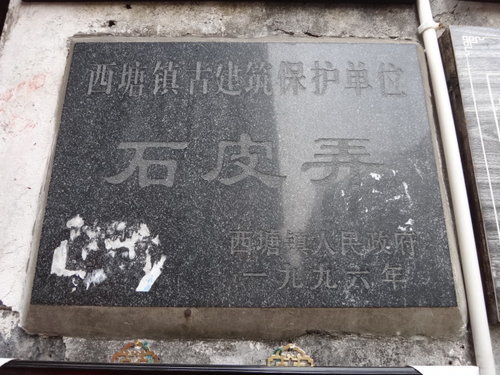 西塘镇古建筑保护单位
石皮弄
西塘镇人民政府
一九九六年